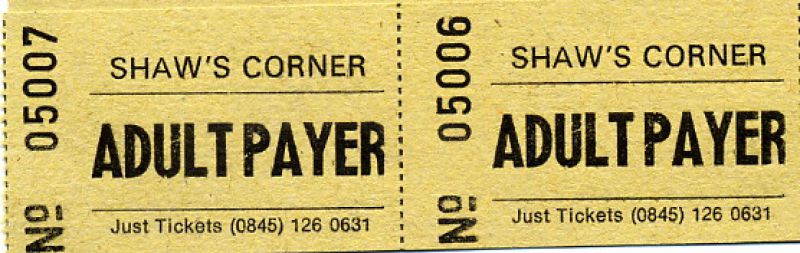 Nº 05007
SHAW'S CORNER
ADULT PAYER
Just Tickets (0845) 126 0631
Nº 05006
SHAW'S CORNER
ADULT PAYER
Just Tickets (0845) 126 0631